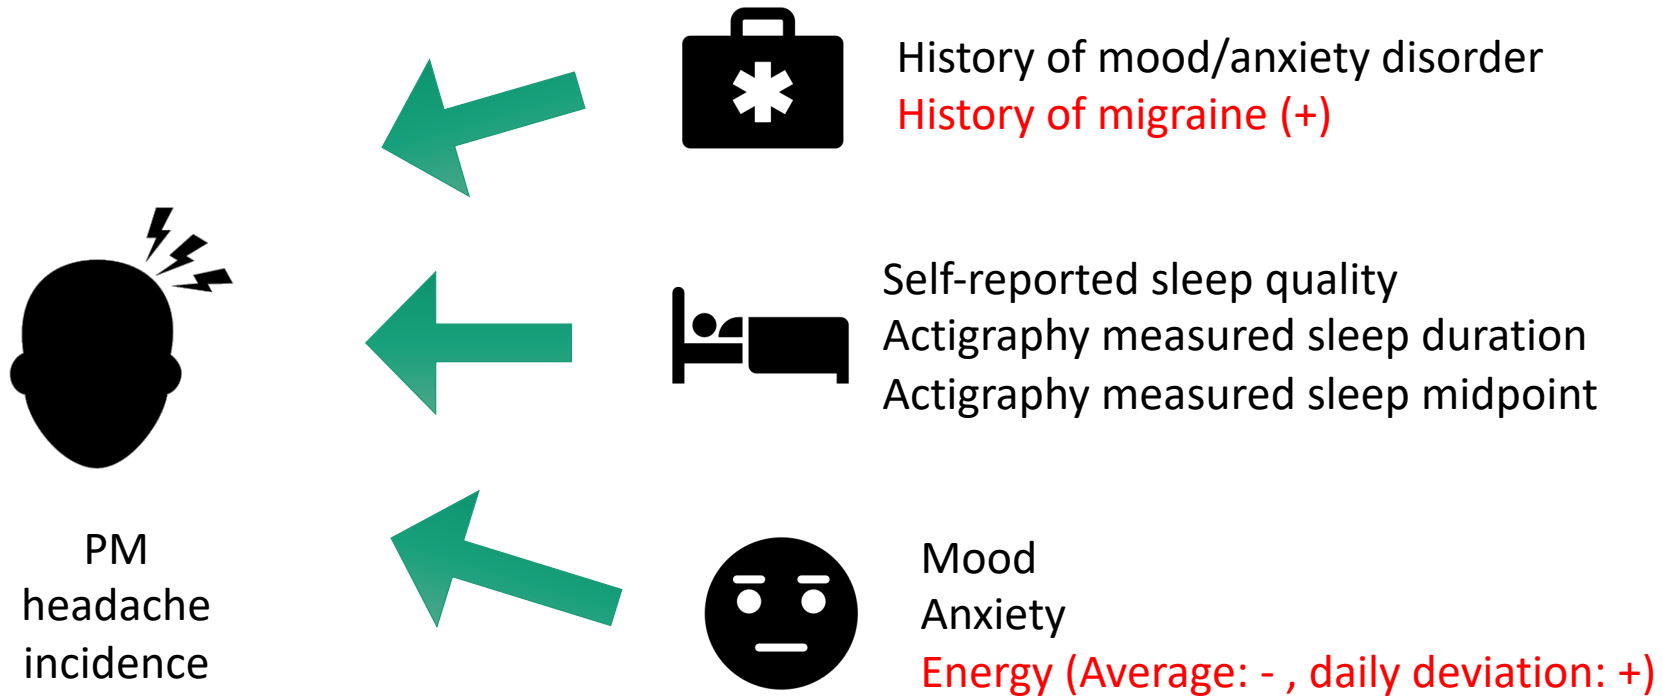 History of mood/anxiety disorder
History of migraine (+)
Self-reported sleep quality
Actigraphy measured sleep duration
Actigraphy measured sleep midpoint
PM
headache
incidence
Mood
Anxiety
Energy (Average: - , daily deviation: +)